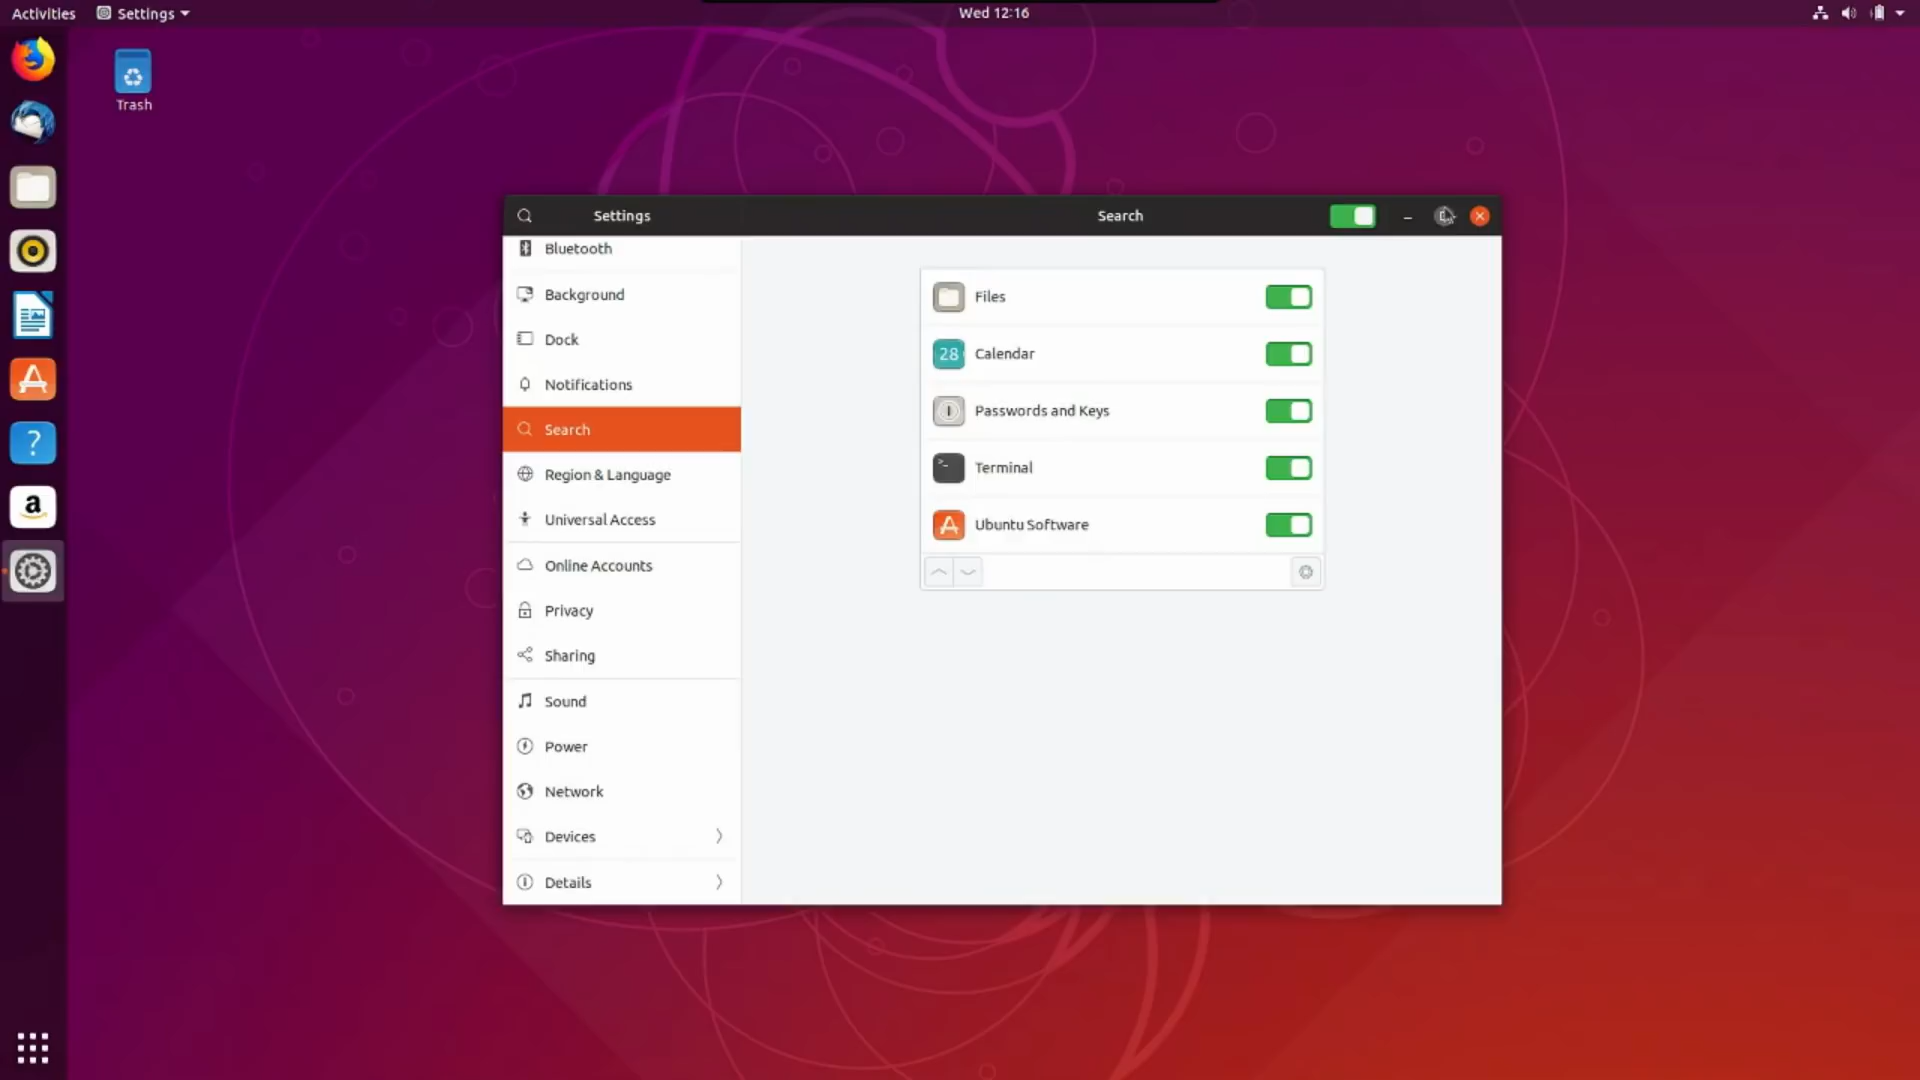 Activities
Settings
Wed 12:16
Trash
Settings
Search
Bluetooth
Background
Dock
Notifications
Search
Region & Language
Universal Access
Online Accounts
Privacy
Sharing
Sound
Power
Network
Devices
Details
Files
28 Calendar
Passwords and Keys
>- Terminal
Ubuntu Software
?
a